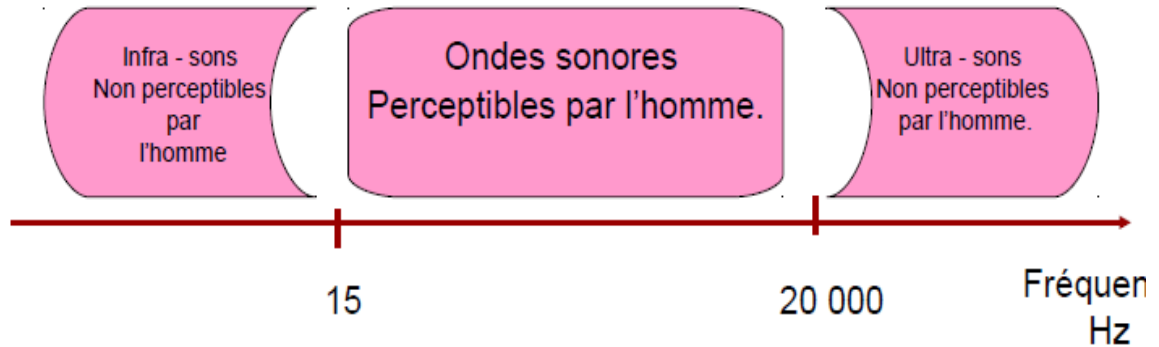 Infra - sons
Non perceptibles
par
l'homme
Ondes sonores
Perceptibles par l'homme.
Ultra - sons
Non perceptibles
par l'homme.
15
20 000
Fréquen
Hz